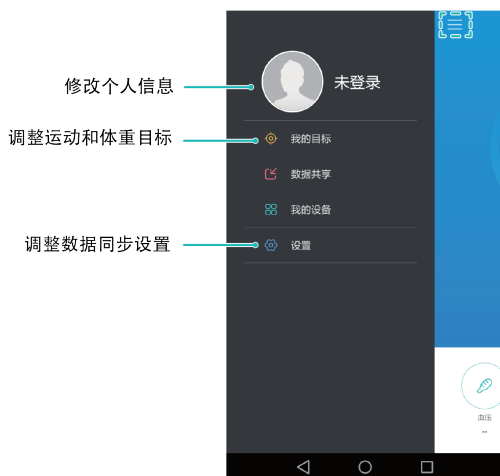 修改个人信息
未登录
调整运动和体重目标
我的目标
数据共享
我的设备
调整数据同步设置
设置
血压
--